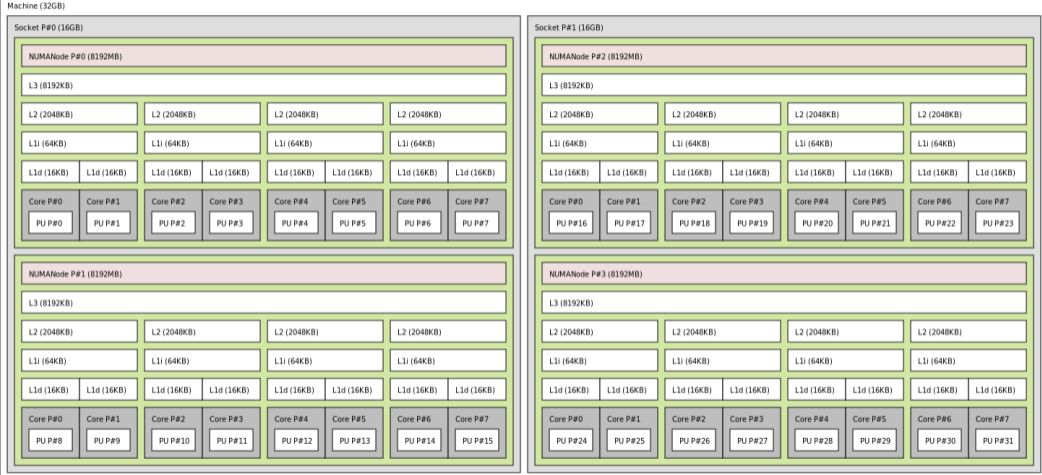 Machine (32GB)
Socket P#0 (16GB)
NUMANode P#0 (8192MB)
L3 (8192KB)
L2 (2048KB) L2 (2048KB) L2 (2048KB) L2 (2048KB)
L1i (64KB) L1i (64KB) L1i (64KB) L1i (64KB)
L1d (16KB) L1d (16KB) L1d (16KB) L1d (16KB) L1d (16KB) L1d (16KB) L1d (16KB) L1d (16KB)
Core P#0 Core P#1 Core P#2 Core P#3 Core P#4 Core P#5 Core P#6 Core P#7
PU P#0 PU P#1 PU P#2 PU P#3 PU P#4 PU P#5 PU P#6 PU P#7
NUMANode P#1 (8192MB)
L3 (8192KB)
L2 (2048KB) L2 (2048KB) L2 (2048KB) L2 (2048KB)
L1i (64KB) L1i (64KB) L1i (64KB) L1i (64KB)
L1d (16KB) L1d (16KB) L1d (16KB) L1d (16KB) L1d (16KB) L1d (16KB) L1d (16KB) L1d (16KB)
Core P#0 Core P#1 Core P#2 Core P#3 Core P#4 Core P#5 Core P#6 Core P#7
PU P#8 PU P#9 PU P#10 PU P#11 PU P#12 PU P#13 PU P#14 PU P#15
Socket P#1 (16GB)
NUMANode P#2 (8192MB)
L3 (8192KB)
L2 (2048KB) L2 (2048KB) L2 (2048KB) L2 (2048KB)
L1i (64KB) L1i (64KB) L1i (64KB) L1i (64KB)
L1d (16KB) L1d (16KB) L1d (16KB) L1d (16KB) L1d (16KB) L1d (16KB) L1d (16KB) L1d (16KB)
Core P#0 Core P#1 Core P#2 Core P#3 Core P#4 Core P#5 Core P#6 Core P#7
PU P#16 PU P#17 PU P#18 PU P#19 PU P#20 PU P#21 PU P#22 PU P#23
NUMANode P#3 (8192MB)
L3 (8192KB)
L2 (2048KB) L2 (2048KB) L2 (2048KB) L2 (2048KB)
L1i (64KB) L1i (64KB) L1i (64KB) L1i (64KB)
L1d (16KB) L1d (16KB) L1d (16KB) L1d (16KB) L1d (16KB) L1d (16KB) L1d (16KB) L1d (16KB)
Core P#0 Core P#1 Core P#2 Core P#3 Core P#4 Core P#5 Core P#6 Core P#7
PU P#24 PU P#25 PU P#26 PU P#27 PU P#28 PU P#29 PU P#30 PU P#31